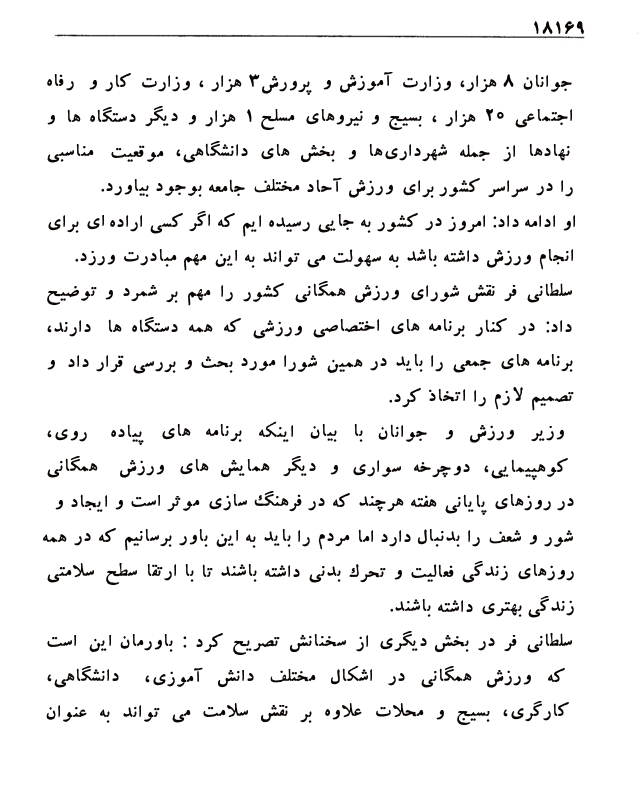 ۱۸۱۶۹
جوانان ۸ هزار، وزارت آموزش و پرورش۳ هزار ، وزارت کار و رفاه
اجتماعی ۲۰ هزار ، بسیج و نیروهای مسلح ۱ هزار و دیگر دستگاه ها و
نهادها از جمله شهرداری‌ها و بخش های دانشگاهی، موقعیت مناسبی
را در سراسر کشور برای ورزش آحاد مختلف جامعه بوجود بیاورد.
او ادامه داد: امروز در کشور به جایی رسیده ایم که اگر کسی اراده ای برای
انجام ورزش داشته باشد به سهولت می تواند به این مهم مبادرت ورزد.
سلطانی فر نقش شورای ورزش همگانی کشور را مهم بر شمرد و توضیح
داد: در کنار برنامه های اختصاصی ورزشی که همه دستگاه ها دارند،
برنامه های جمعی را باید در همین شورا مورد بحث و بررسی قرار داد و
تصمیم لازم را اتخاذ کرد.
وزیر ورزش و جوانان با بیان اینکه برنامه های پیاده روی،
کوهپیمایی، دوچرخه سواری و دیگر همایش های ورزش همگانی
در روزهای پایانی هفته هرچند که در فرهنگ سازی موثر است و ایجاد و
شور و شعف را بدنبال دارد اما مردم را باید به این باور برسانیم که در همه
روزهای زندگی فعالیت و تحرک بدنی داشته باشند تا با ارتقا سطح سلامتی
زندگی بهتری داشته باشند.
سلطانی فر در بخش دیگری از سخنانش تصریح کرد : باورمان این است
که ورزش همگانی در اشکال مختلف دانش آموزی، دانشگاهی،
کارگری، بسیج و محلات علاوه بر نقش سلامت می تواند به عنوان